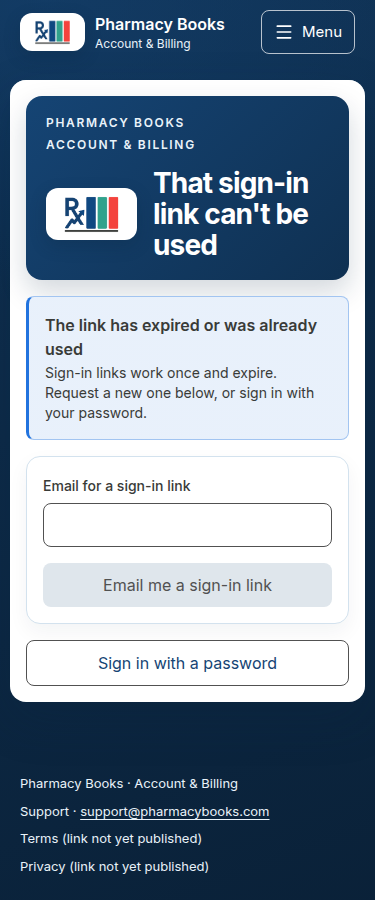 Pharmacy Books
Account & Billing
Menu
PHARMACY BOOKS
ACCOUNT & BILLING
That sign-in
link can't be
used
The link has expired or was already
used
Sign-in links work once and expire.
Request a new one below, or sign in with
your password.
Email for a sign-in link
Email me a sign-in link
Sign in with a password
Pharmacy Books · Account & Billing
Support · support@pharmacybooks.com
Terms (link not yet published)
Privacy (link not yet published)